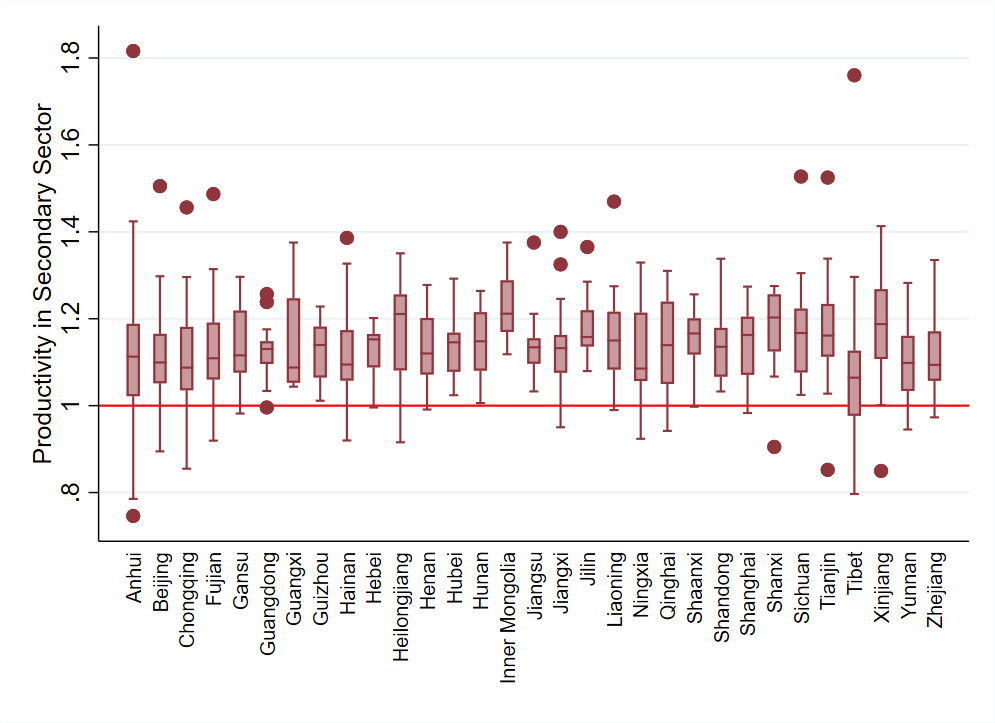 Productivity in Secondary Sector
1.8
1.6
1.4
1.2
1
.8
Anhui
Beijing
Chongqing
Fujian
Gansu
Guangdong
Guangxi
Guizhou
Hainan
Hebei
Heilongjiang
Henan
Hubei
Hunan
Inner Mongolia
Jiangsu
Jiangxi
Jilin
Liaoning
Ningxia
Qinghai
Shaanxi
Shandong
Shanghai
Shanxi
Sichuan
Tianjin
Tibet
Xinjiang
Yunnan
Zhejiang